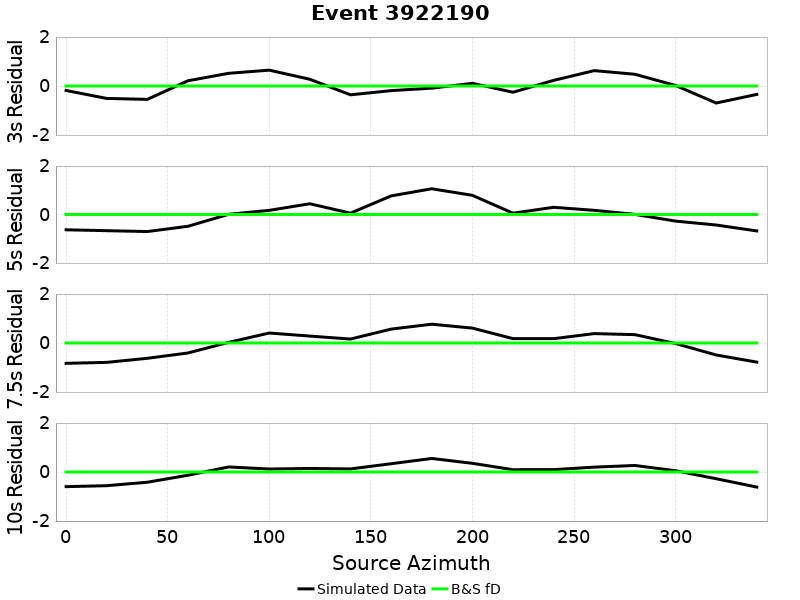 Event 3922190
3s Residual
2
0
-2
5s Residual
2
0
-2
7.5s Residual
2
0
-2
10s Residual
2
0
-2
0 50 100 150 200 250 300
Source Azimuth
Simulated Data B&S fD